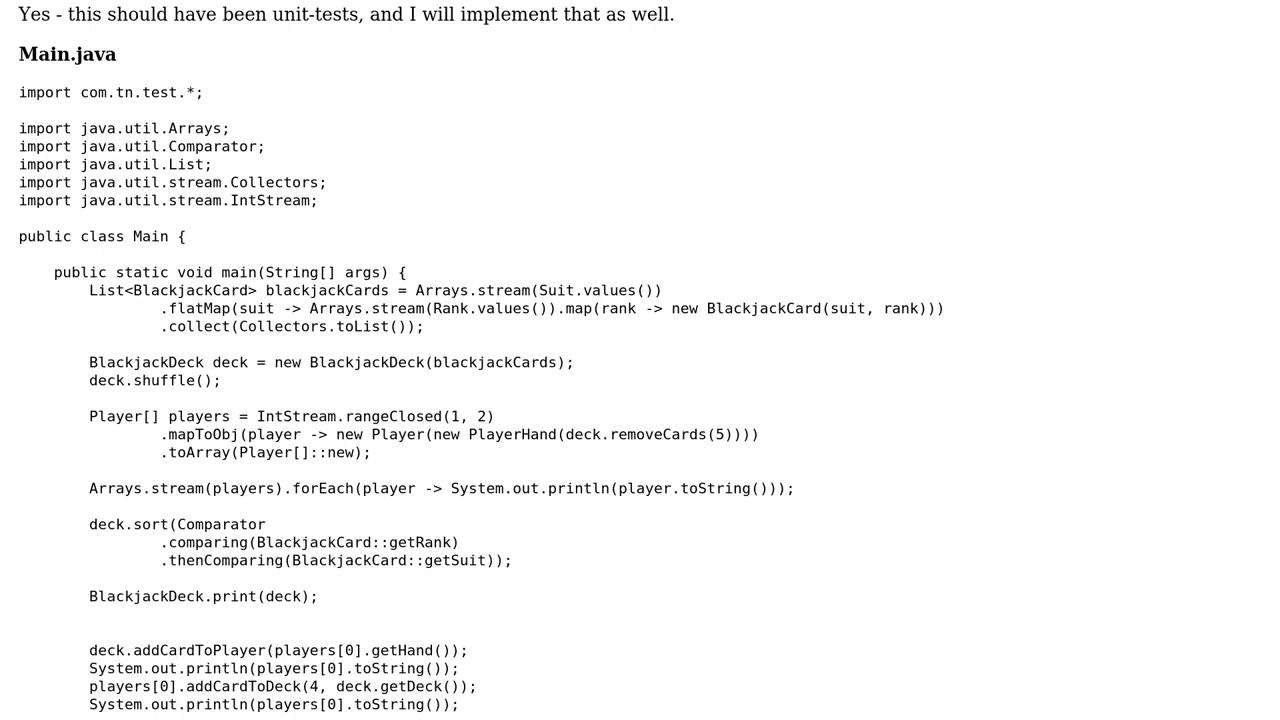 Yes - this should have been unit-tests, and I will implement that as well.
Main.java
import com.tn.test.*;
import java.util.Arrays;
import java.util.Comparator;
import java.util.List;
import java.util.stream.Collectors;
import java.util.stream.IntStream;
public class Main {
    public static void main(String[] args) {
        List<BlackjackCard> blackjackCards = Arrays.stream(Suit.values())
                .flatMap(suit -> Arrays.stream(Rank.values()).map(rank -> new BlackjackCard(suit, rank)))
                .collect(Collectors.toList());
        BlackjackDeck deck = new BlackjackDeck(blackjackCards);
        deck.shuffle();
        Player[] players = IntStream.rangeClosed(1, 2)
                .mapToObj(player -> new Player(new PlayerHand(deck.removeCards(5))))
                .toArray(Player[]::new);
        Arrays.stream(players).forEach(player -> System.out.println(player.toString()));
        deck.sort(Comparator
                .comparing(BlackjackCard::getRank)
                .thenComparing(BlackjackCard::getSuit));
        BlackjackDeck.print(deck);
        deck.addCardToPlayer(players[0].getHand());
        System.out.println(players[0].toString());
        players[0].addCardToDeck(4, deck.getDeck());
        System.out.println(players[0].toString());